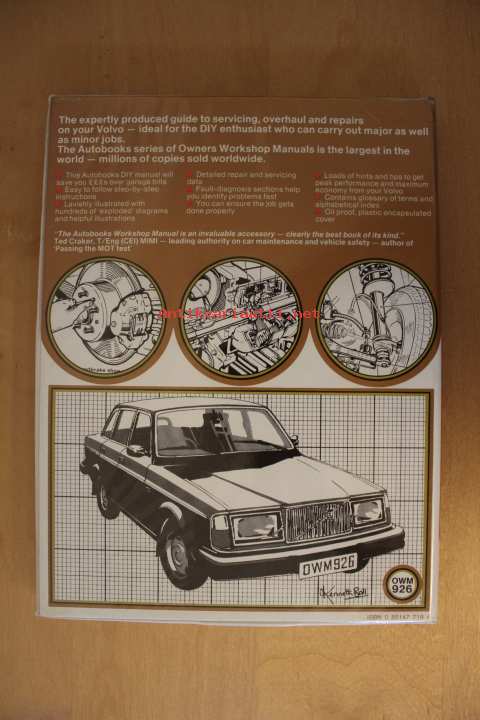 The expertly produced guide to servicing, overhaul and repairs
on your Volvo — ideal for the DIY enthusiast who can carry out major as well
as minor jobs.
The Autobooks series of Owners Workshop Manuals is the largest in the
world — millions of copies sold worldwide.
This Autobooks DIY manual will
save you £££s over garage bills
Easy to follow step-by-step
instructions
Lavishly illustrated with
hundreds of 'exploded' diagrams
and helpful illustrations
Detailed repair and servicing
data
Fault-diagnosis sections help
you identify problems fast
You can ensure the job gets
done properly
Loads of hints and tips to get
peak performance and maximum
economy from your Volvo
Contains glossary of terms and
alphabetical index
Oil proof, plastic encapsulated
cover
"The Autobooks Workshop Manual is an invaluable accessory — clearly the best book of its kind."
Ted Craker, T/Eng (CEI) MIMI — leading authority on car maintenance and vehicle safety — author of
'Passing the MOT test'
antikvariaatti.net
OWM926
Kenneth Ball
OWM
926
ISBN 0 85147 719